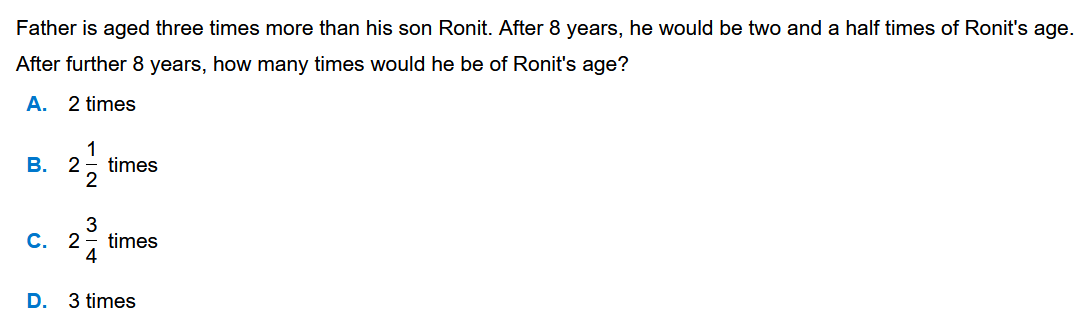 Father is aged three times more than his son Ronit. After 8 years, he would be two and a half times of Ronit's age.
After further 8 years, how many times would he be of Ronit's age?
A. 2 times
B. 2 1/2 times
C. 2 3/4 times
D. 3 times